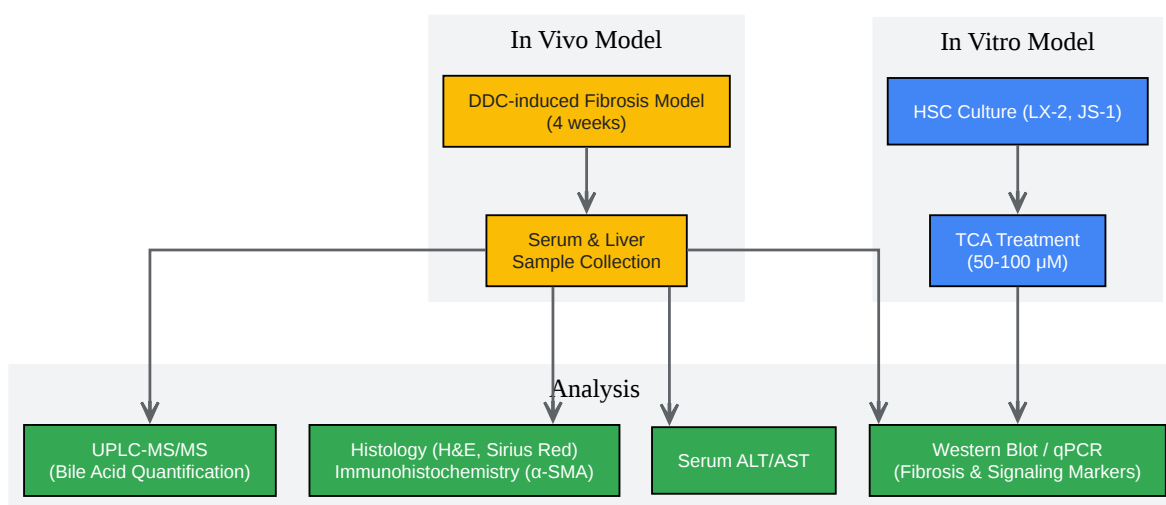 In Vivo Model
In Vitro Model
DDC-induced Fibrosis Model
(4 weeks)
HSC Culture (LX-2, JS-1)
Serum & Liver
Sample Collection
TCA Treatment
(50-100 μM)
Analysis
UPLC-MS/MS
(Bile Acid Quantification)
Histology (H&E, Sirius Red)
Immunohistochemistry (α-SMA)
Serum ALT/AST
Western Blot / qPCR
(Fibrosis & Signaling Markers)